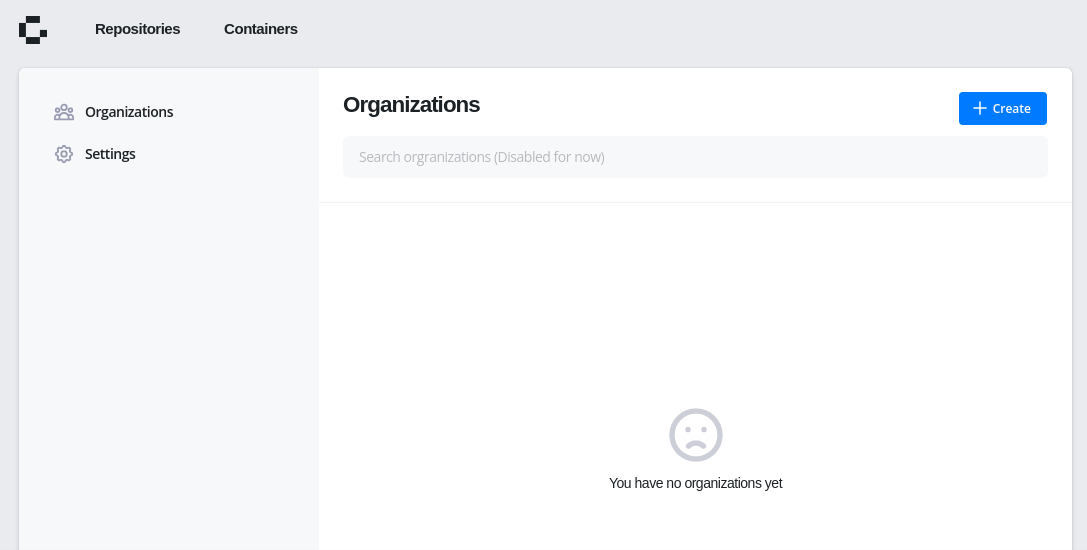 Repositories
Containers
Organizations
Settings
Organizations
Create
Search orgranizations (Disabled for now)
You have no organizations yet